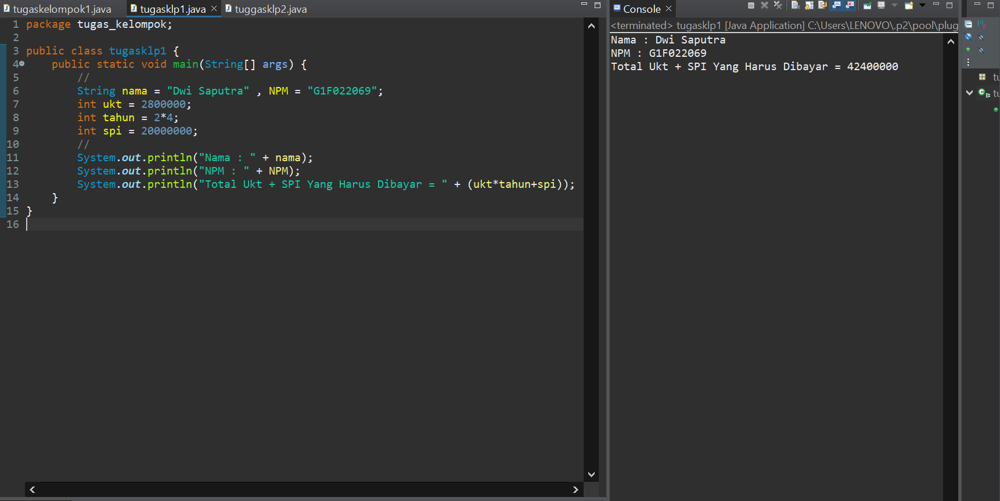 tugaskelompok1.java tugasklp1.java tuggasklp2.java
1 package tugas_kelompok;
2
3 public class tugasklp1 {
4 public static void main(String[] args) {
5 //
6 String nama = "Dwi Saputra" , NPM = "G1F022069";
7 int ukt = 2800000;
8 int tahun = 2*4;
9 int spi = 20000000;
10 //
11 System.out.println("Nama : " + nama);
12 System.out.println("NPM : " + NPM);
13 System.out.println("Total Ukt + SPI Yang Harus Dibayar = " + (ukt*tahun+spi));
14 }
15 }
16
Console
<terminated> tugasklp1 [Java Application] C:\Users\LENOVO\.p2\pool\plug
Nama : Dwi Saputra
NPM : G1F022069
Total Ukt + SPI Yang Harus Dibayar = 42400000